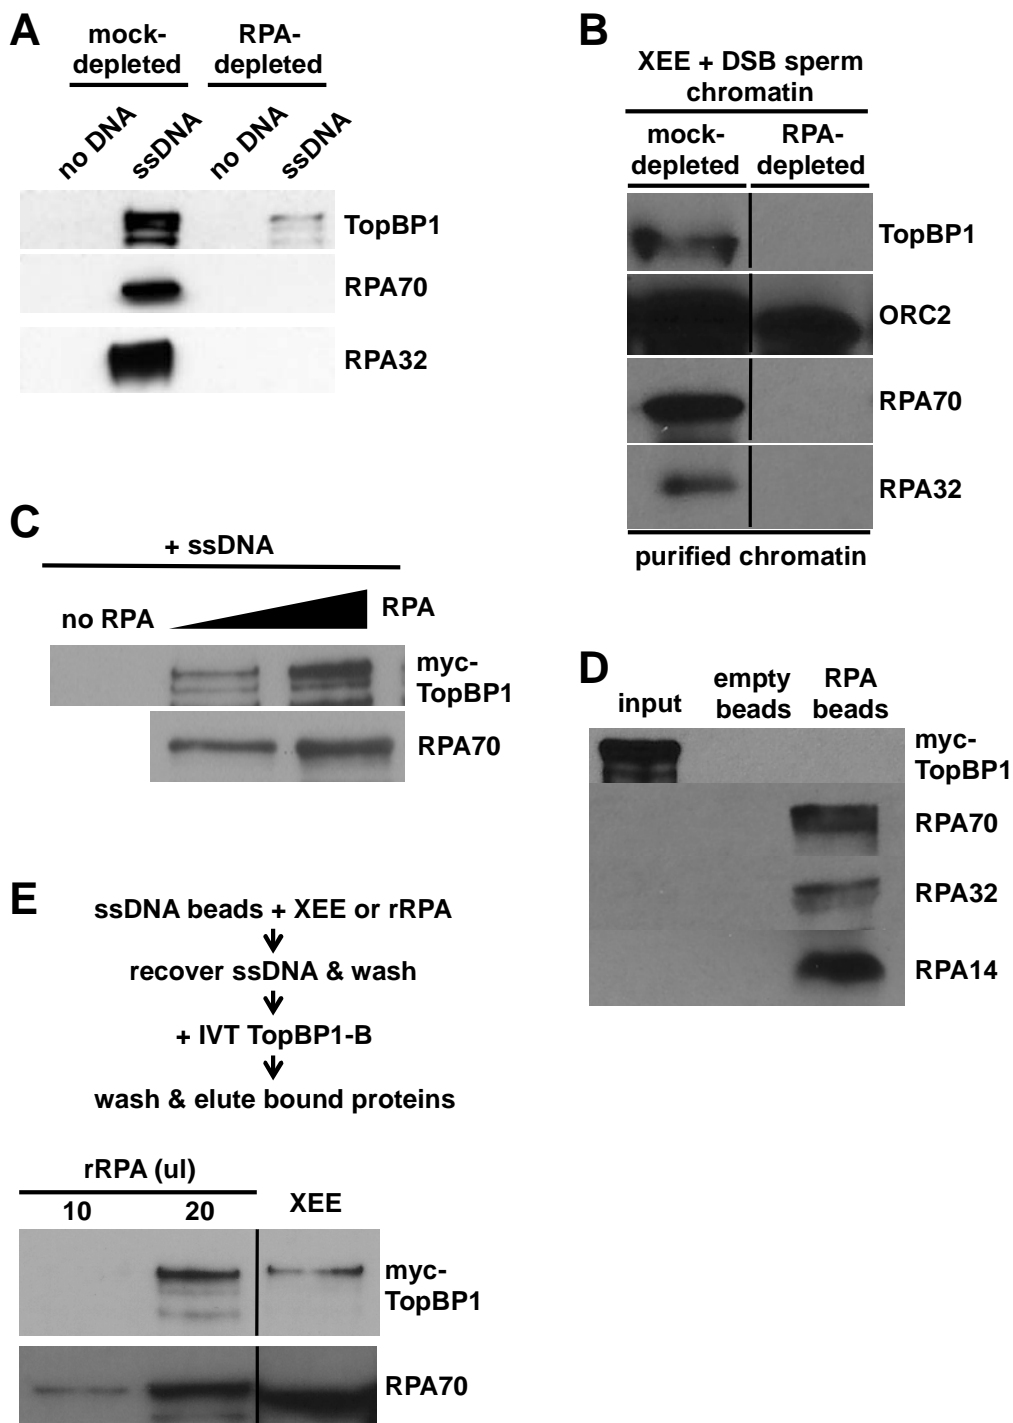 A
mock-
depleted
RPA-
depleted
no DNA
ssDNA
no DNA
ssDNA
TopBP1
RPA70
RPA32
B
XEE + DSB sperm
chromatin
mock-
depleted
RPA-
depleted
TopBP1
ORC2
RPA70
RPA32
purified chromatin
C
+ ssDNA
no RPA
RPA
myc-
TopBP1
RPA70
D
input
empty
beads
RPA
beads
myc-
TopBP1
RPA70
RPA32
RPA14
E
ssDNA beads + XEE or rRPA
recover ssDNA & wash
+ IVT TopBP1-B
wash & elute bound proteins
rRPA (ul)
10
20
XEE
myc-
TopBP1
RPA70